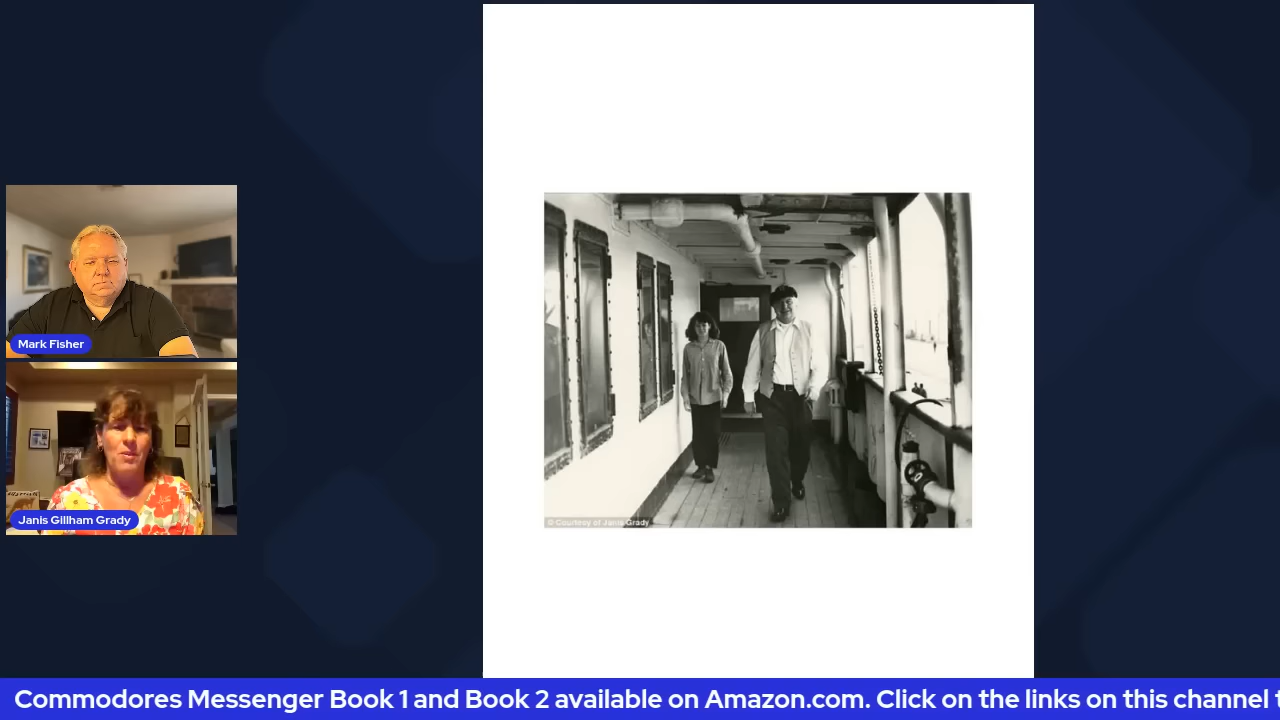 Mark Fisher
Janis Gillham Grady
© Courtesy of Janis Grady
Commodores Messenger Book 1 and Book 2 available on Amazon.com. Click on the links on this channel